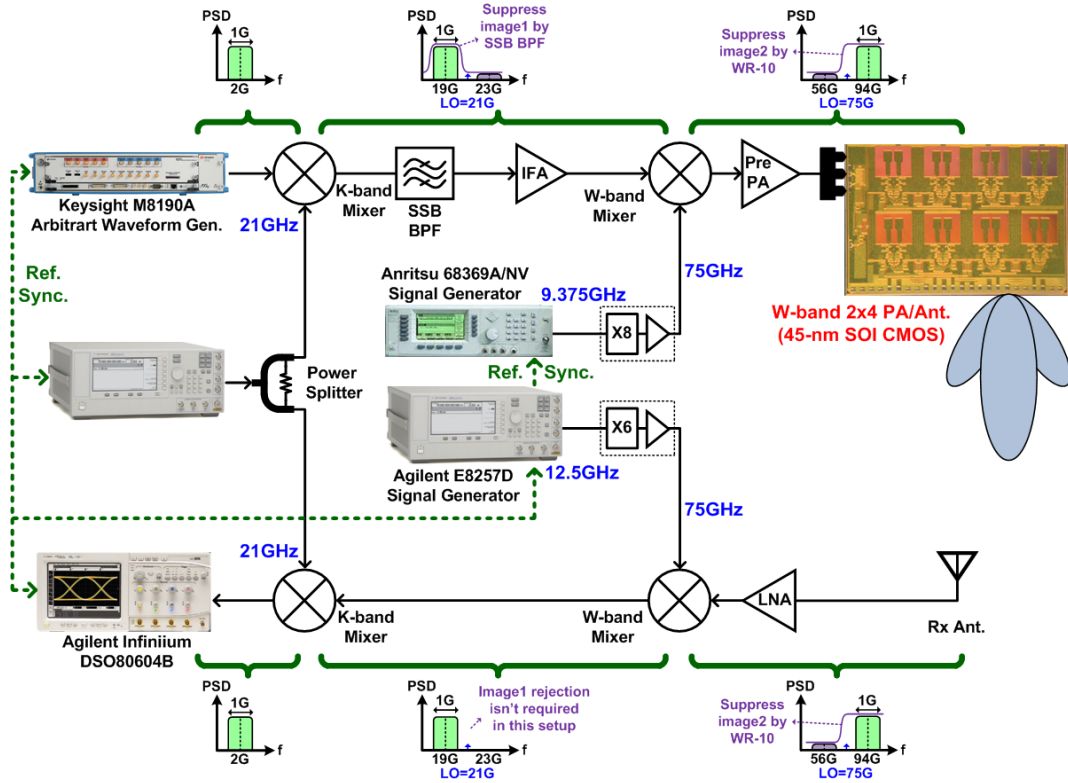 PSD
1G
2G
f
PSD
1G
Suppress
image1 by
SSB BPF
19G
23G
f
LO=21G
Suppress
image2 by
WR-10
PSD
1G
56G
94G
f
LO=75G
Keysight M8190A
Arbitrart Waveform Gen.
21GHz
K-band
Mixer
SSB
BPF
IFA
W-band
Mixer
Pre
PA
Ref.
Sync.
Anritsu 68369A/NV
Signal Generator
9.375GHz
X8
75GHz
W-band 2x4 PA/Ant.
(45-nm SOI CMOS)
Power
Splitter
Ref. Sync.
X6
Agilent E8257D
Signal Generator
12.5GHz
75GHz
21GHz
Agilent Infiniium
DSO80604B
K-band
Mixer
W-band
Mixer
LNA
Rx Ant.
PSD
1G
2G
f
PSD
1G
Image1 rejection
isn't required
in this setup
19G
23G
f
LO=21G
Suppress
image2 by
WR-10
PSD
1G
56G
94G
f
LO=75G